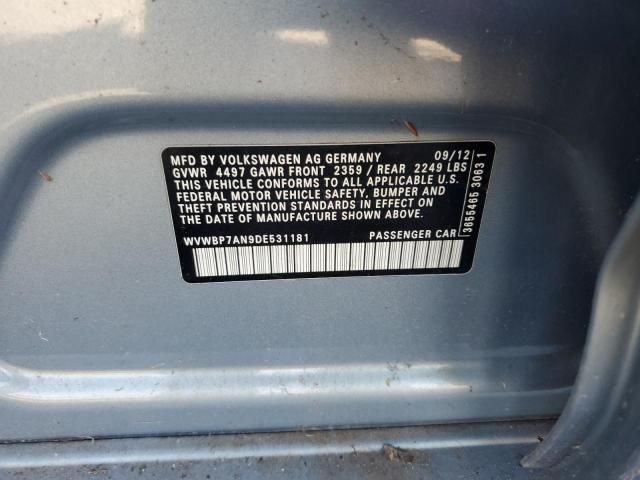 MFD BY VOLKSWAGEN AG GERMANY 09/12
GVWR 4497 GAWR FRONT 2359 / REAR 2249 LBS
THIS VEHICLE CONFORMS TO ALL APPLICABLE U.S.
FEDERAL MOTOR VEHICLE SAFETY, BUMPER AND
THEFT PREVENTION STANDARDS IN EFFECT ON
THE DATE OF MANUFACTURE SHOWN ABOVE.
WVWBP7AN9DE531181 PASSENGER CAR
3655465 3063 1